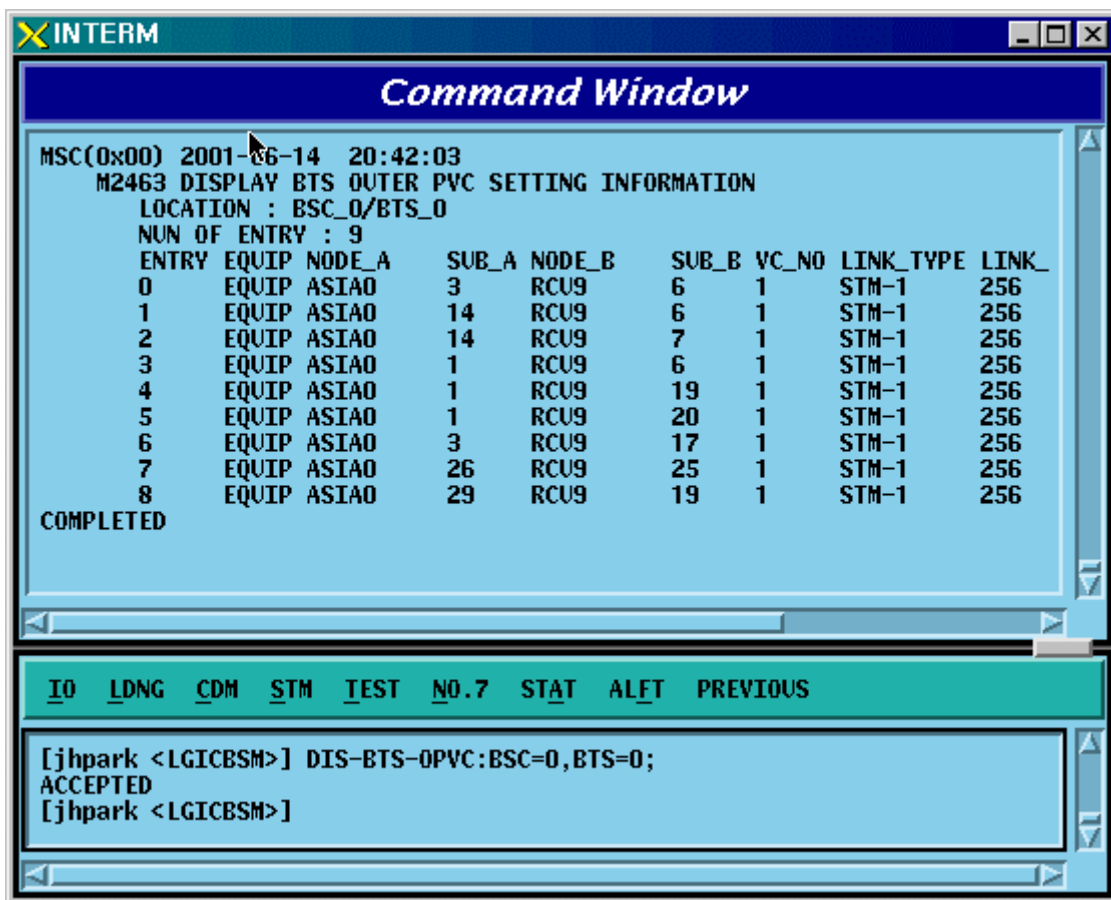 INTERM
Command Window
MSC(0x00) 2001-06-14 20:42:03
M2463 DISPLAY BTS OUTER PVC SETTING INFORMATION
LOCATION : BSC_0/BTS_0
NUN OF ENTRY : 9
ENTRY EQUIP NODE_A SUB_A NODE_B SUB_B VC_NO LINK_TYPE LINK_
0 EQUIP ASIA0 3 RCU9 6 1 STM-1 256
1 EQUIP ASIA0 14 RCU9 6 1 STM-1 256
2 EQUIP ASIA0 14 RCU9 7 1 STM-1 256
3 EQUIP ASIA0 1 RCU9 6 1 STM-1 256
4 EQUIP ASIA0 1 RCU9 19 1 STM-1 256
5 EQUIP ASIA0 1 RCU9 20 1 STM-1 256
6 EQUIP ASIA0 3 RCU9 17 1 STM-1 256
7 EQUIP ASIA0 26 RCU9 25 1 STM-1 256
8 EQUIP ASIA0 29 RCU9 19 1 STM-1 256
COMPLETED
IO LDNG CDM STM TEST NO.7 STAT ALFT PREVIOUS
[jhpark <LGICBSM>] DIS-BTS-OPVC:BSC=0,BTS=0;
ACCEPTED
[jhpark <LGICBSM>]